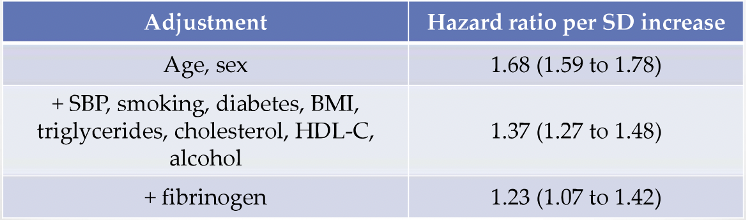 Adjustment Hazard ratio per SD increase
Age, sex 1.68 (1.59 to 1.78)
+ SBP, smoking, diabetes, BMI,
triglycerides, cholesterol, HDL-C,
alcohol
1.37 (1.27 to 1.48)
+ fibrinogen 1.23 (1.07 to 1.42)